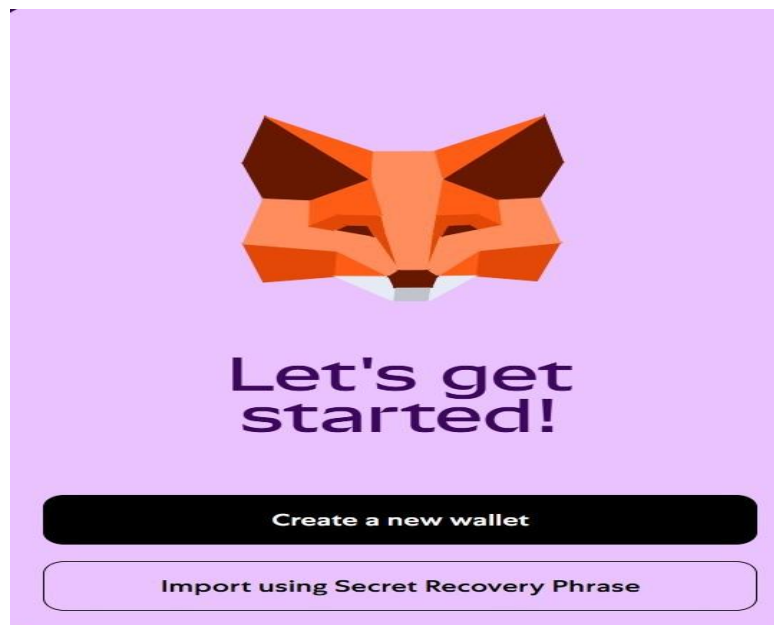 Let's get
started!
Create a new wallet
Import using Secret Recovery Phrase